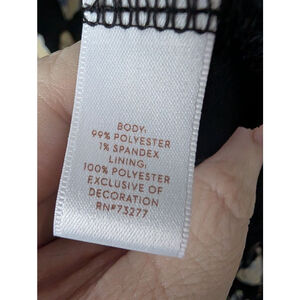 BODY:
99% POLYESTER
1% SPANDEX
LINING:
100% POLYESTER
EXCLUSIVE OF
DECORATION
RN#73277